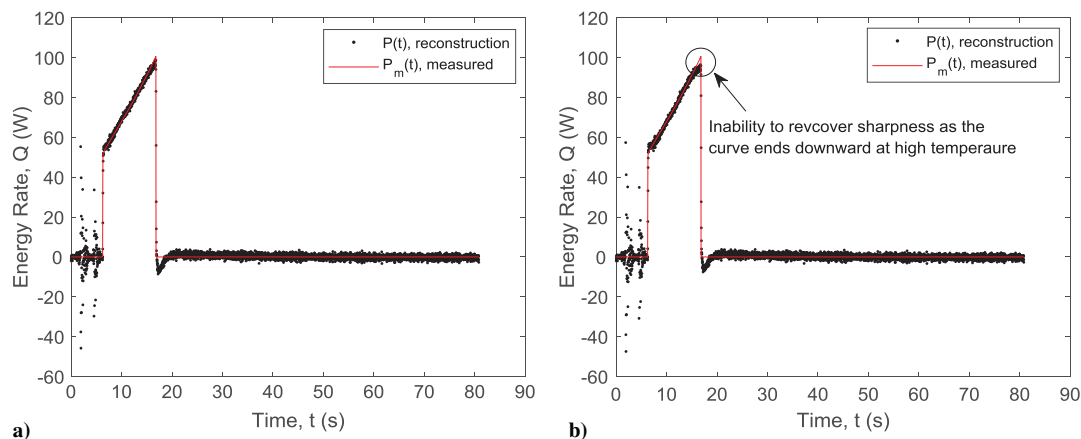 120
100
80
60
40
20
0
-20
-40
-60
0 10 20 30 40 50 60 70 80 90
Energy Rate, Q (W)
Time, t (s)
P(t), reconstruction
P_m(t), measured
a)
120
100
80
60
40
20
0
-20
-40
-60
0 10 20 30 40 50 60 70 80 90
Energy Rate, Q (W)
Time, t (s)
P(t), reconstruction
P_m(t), measured
Inability to revcover sharpness as the
curve ends downward at high temperaure
b)